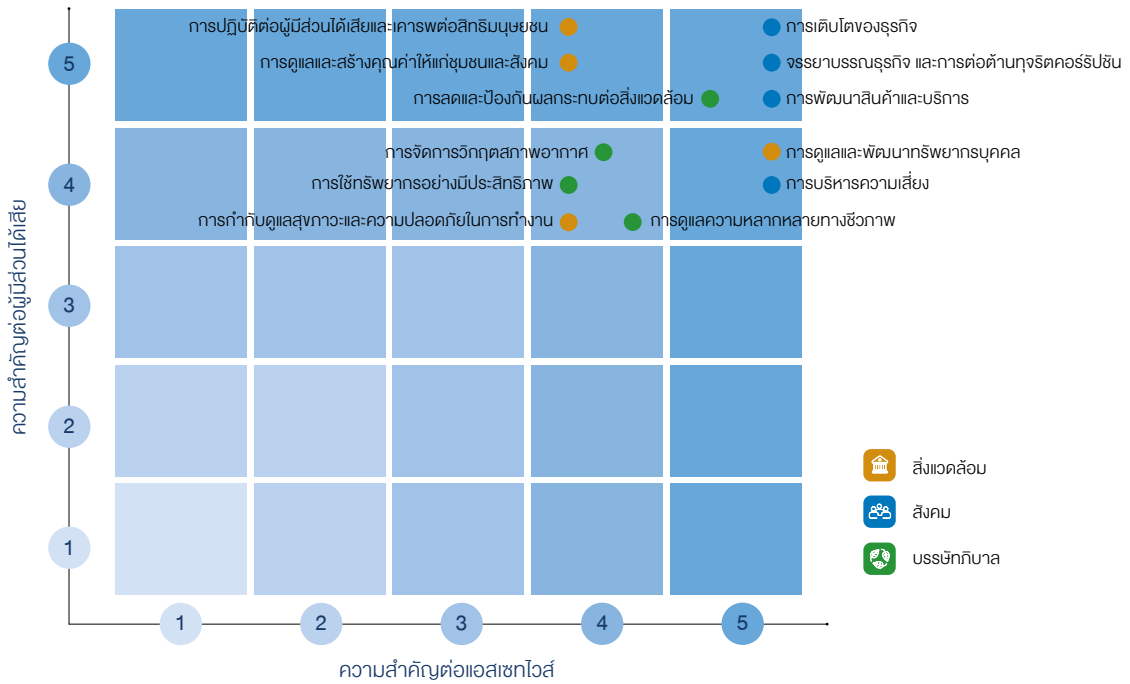 การปฏิบัติต่อผู้มีส่วนได้เสียและเคารพต่อสิทธิมนุษยชน
การเติบโตของธุรกิจ
5
การดูแลและสร้างคุณค่าให้แก่ชุมชนและสังคม
จรรยาบรรณธุรกิจ และการต่อต้านทุจริตคอร์รัปชัน
การลดและป้องกันผลกระทบต่อสิ่งแวดล้อม
การพัฒนาสินค้าและบริการ
การจัดการวิกฤตสภาพอากาศ
การดูแลและพัฒนาทรัพยากรบุคคล
4
การใช้ทรัพยากรอย่างมีประสิทธิภาพ
การบริหารความเสี่ยง
การกำกับดูแลสุขภาวะและความปลอดภัยในการทำงาน
การดูแลความหลากหลายทางชีวภาพ
ความสำคัญต่อผู้มีส่วนได้เสีย
3
2
1
สิ่งแวดล้อม
สังคม
บรรษัทภิบาล
1
2
3
4
5
ความสำคัญต่อแอสเซทไวส์